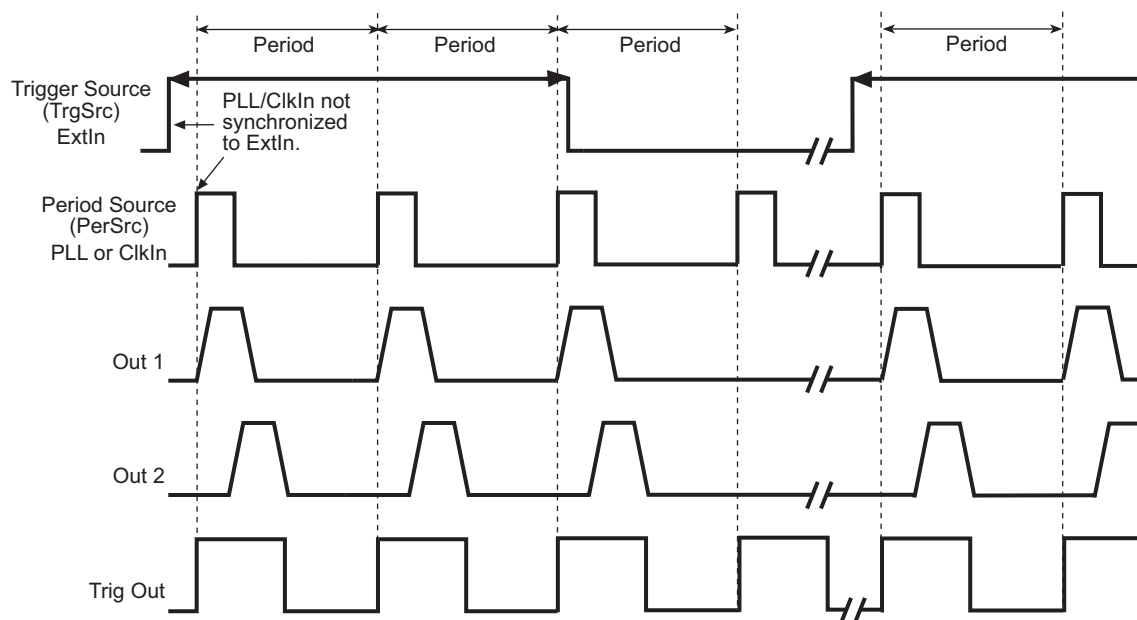 Period
Period
Period
Period
Trigger Source
(TrgSrc)
ExtIn
PLL/ClkIn not
synchronized
to ExtIn.
Period Source
(PerSrc)
PLL or ClkIn
Out 1
Out 2
Trig Out